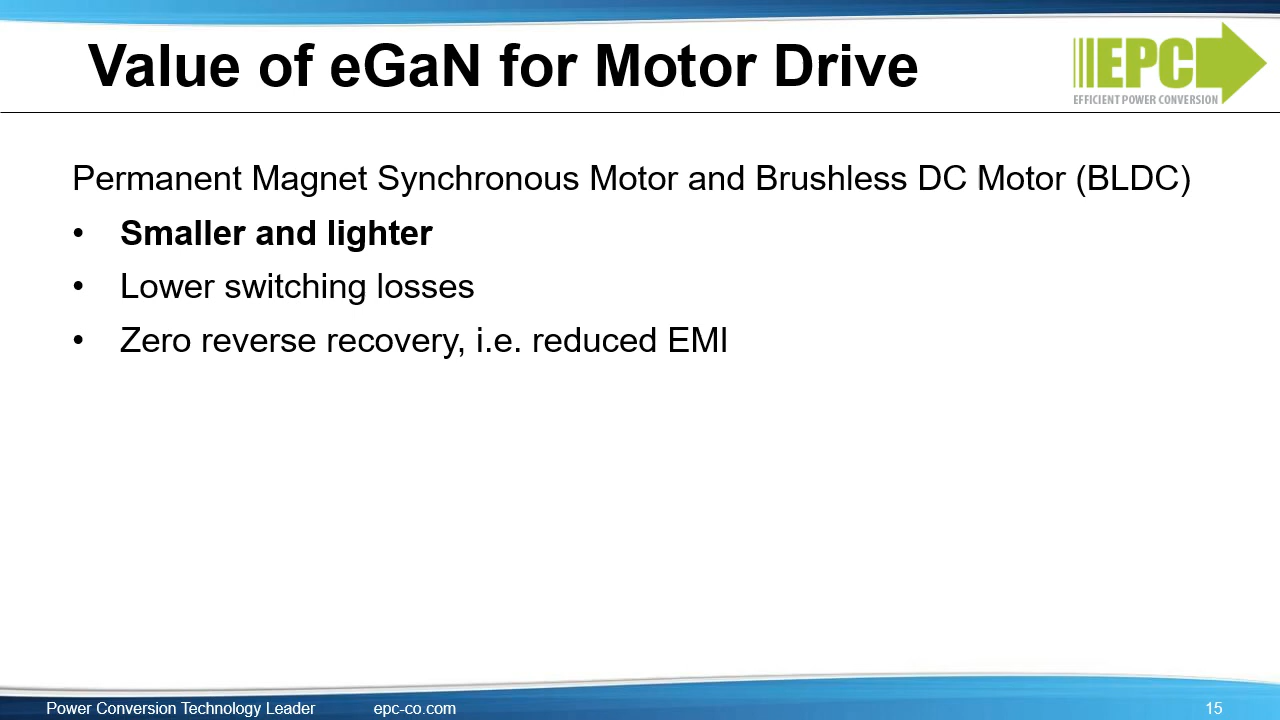 Value of eGaN for Motor Drive
EPC
EFFICIENT POWER CONVERSION
Permanent Magnet Synchronous Motor and Brushless DC Motor (BLDC)
• Smaller and lighter
• Lower switching losses
• Zero reverse recovery, i.e. reduced EMI
Power Conversion Technology Leader epc-co.com 15